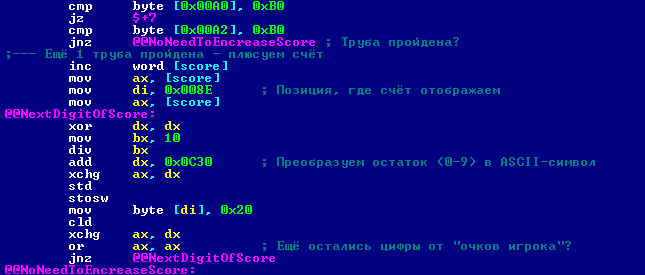 cmp byte [0x00A0], 0xB0
jz $+7
cmp byte [0x00A2], 0xB0
jnz @@NoNeedToEncreaseScore ; Труба пройдена?
;--- Ещё 1 труба пройдена - плюсуем счёт
inc word [score]
mov ax, [score]
mov di, 0x008E ; Позиция, где счёт отображаем
mov ax, [score]
@@NextDigitOfScore:
xor dx, dx
mov bx, 10
div bx
add dx, 0x0C30 ; Преобразуем остаток (0-9) в ASCII-символ
xchg ax, dx
std
stosw
mov byte [di], 0x20
cld
xchg ax, dx
or ax, ax ; Ещё остались цифры от "очков игрока"?
jnz @@NextDigitOfScore
@@NoNeedToEncreaseScore: